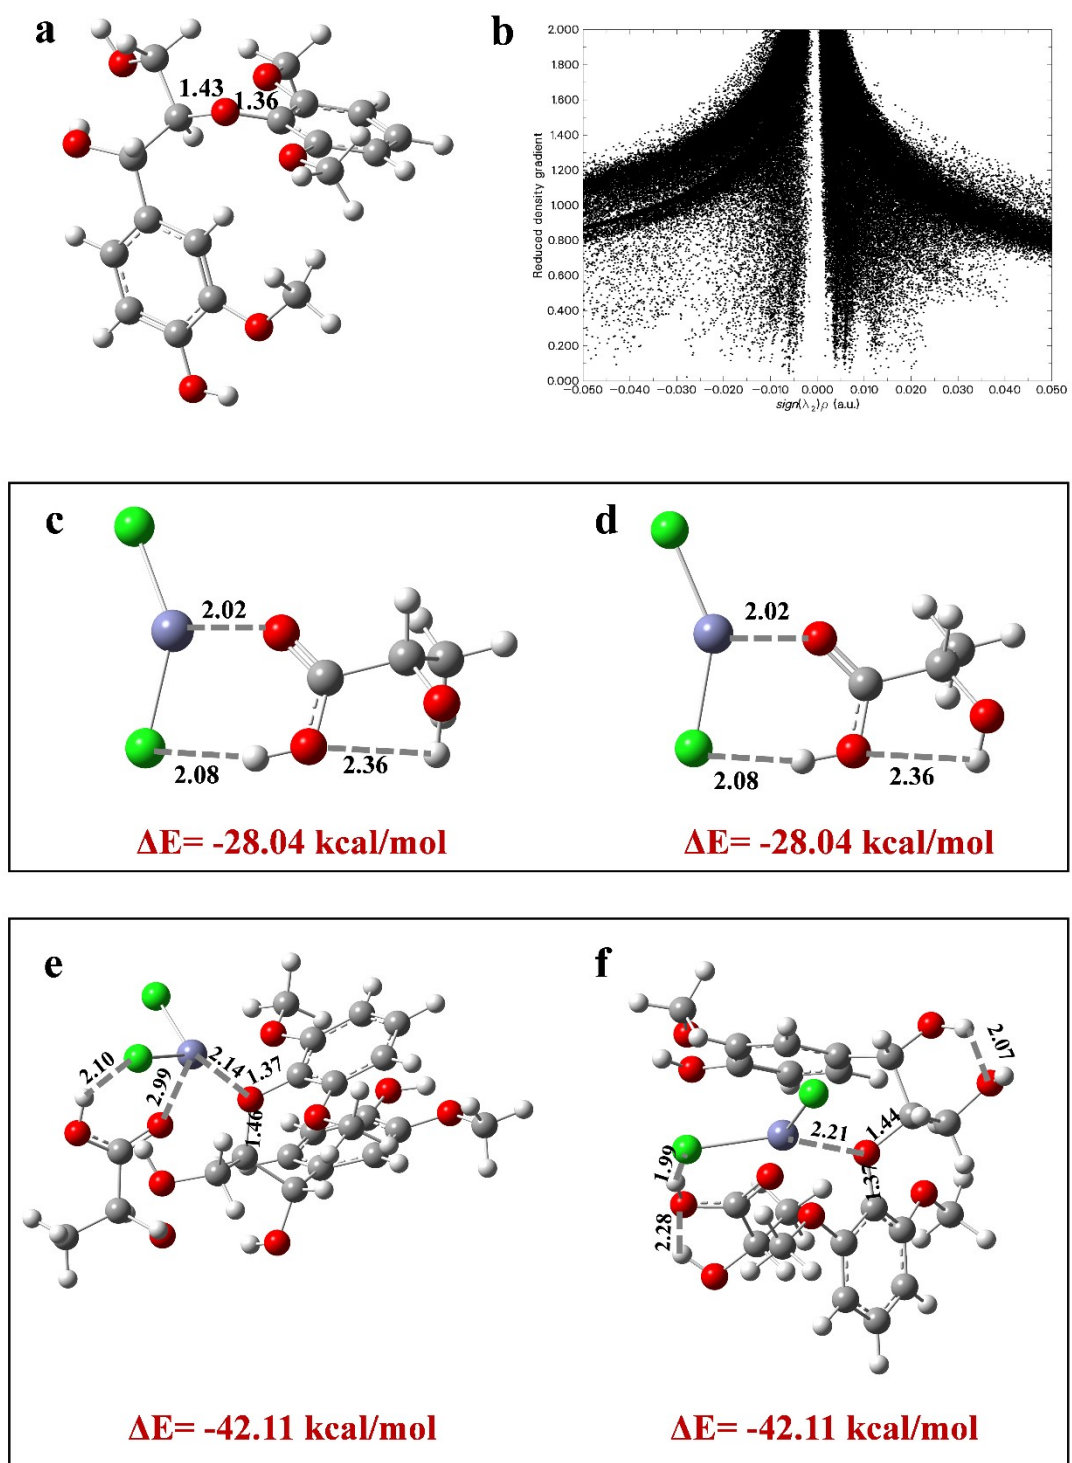 a
1.43
1.36
b
2.000
1.800
1.600
1.400
1.200
1.000
0.800
0.600
0.400
0.200
0.000
Reduced density gradient
−0.050 −0.040 −0.030 −0.020 −0.010 0.000 0.010 0.020 0.030 0.040 0.050
sign(λ₂)ρ (a.u.)
c
2.02
2.08
2.36
ΔE= -28.04 kcal/mol
d
2.02
2.08
2.36
ΔE= -28.04 kcal/mol
e
2.10
2.99
2.14
1.37
1.46
ΔE= -42.11 kcal/mol
f
2.07
2.21
1.44
1.99
1.37
2.28
ΔE= -42.11 kcal/mol